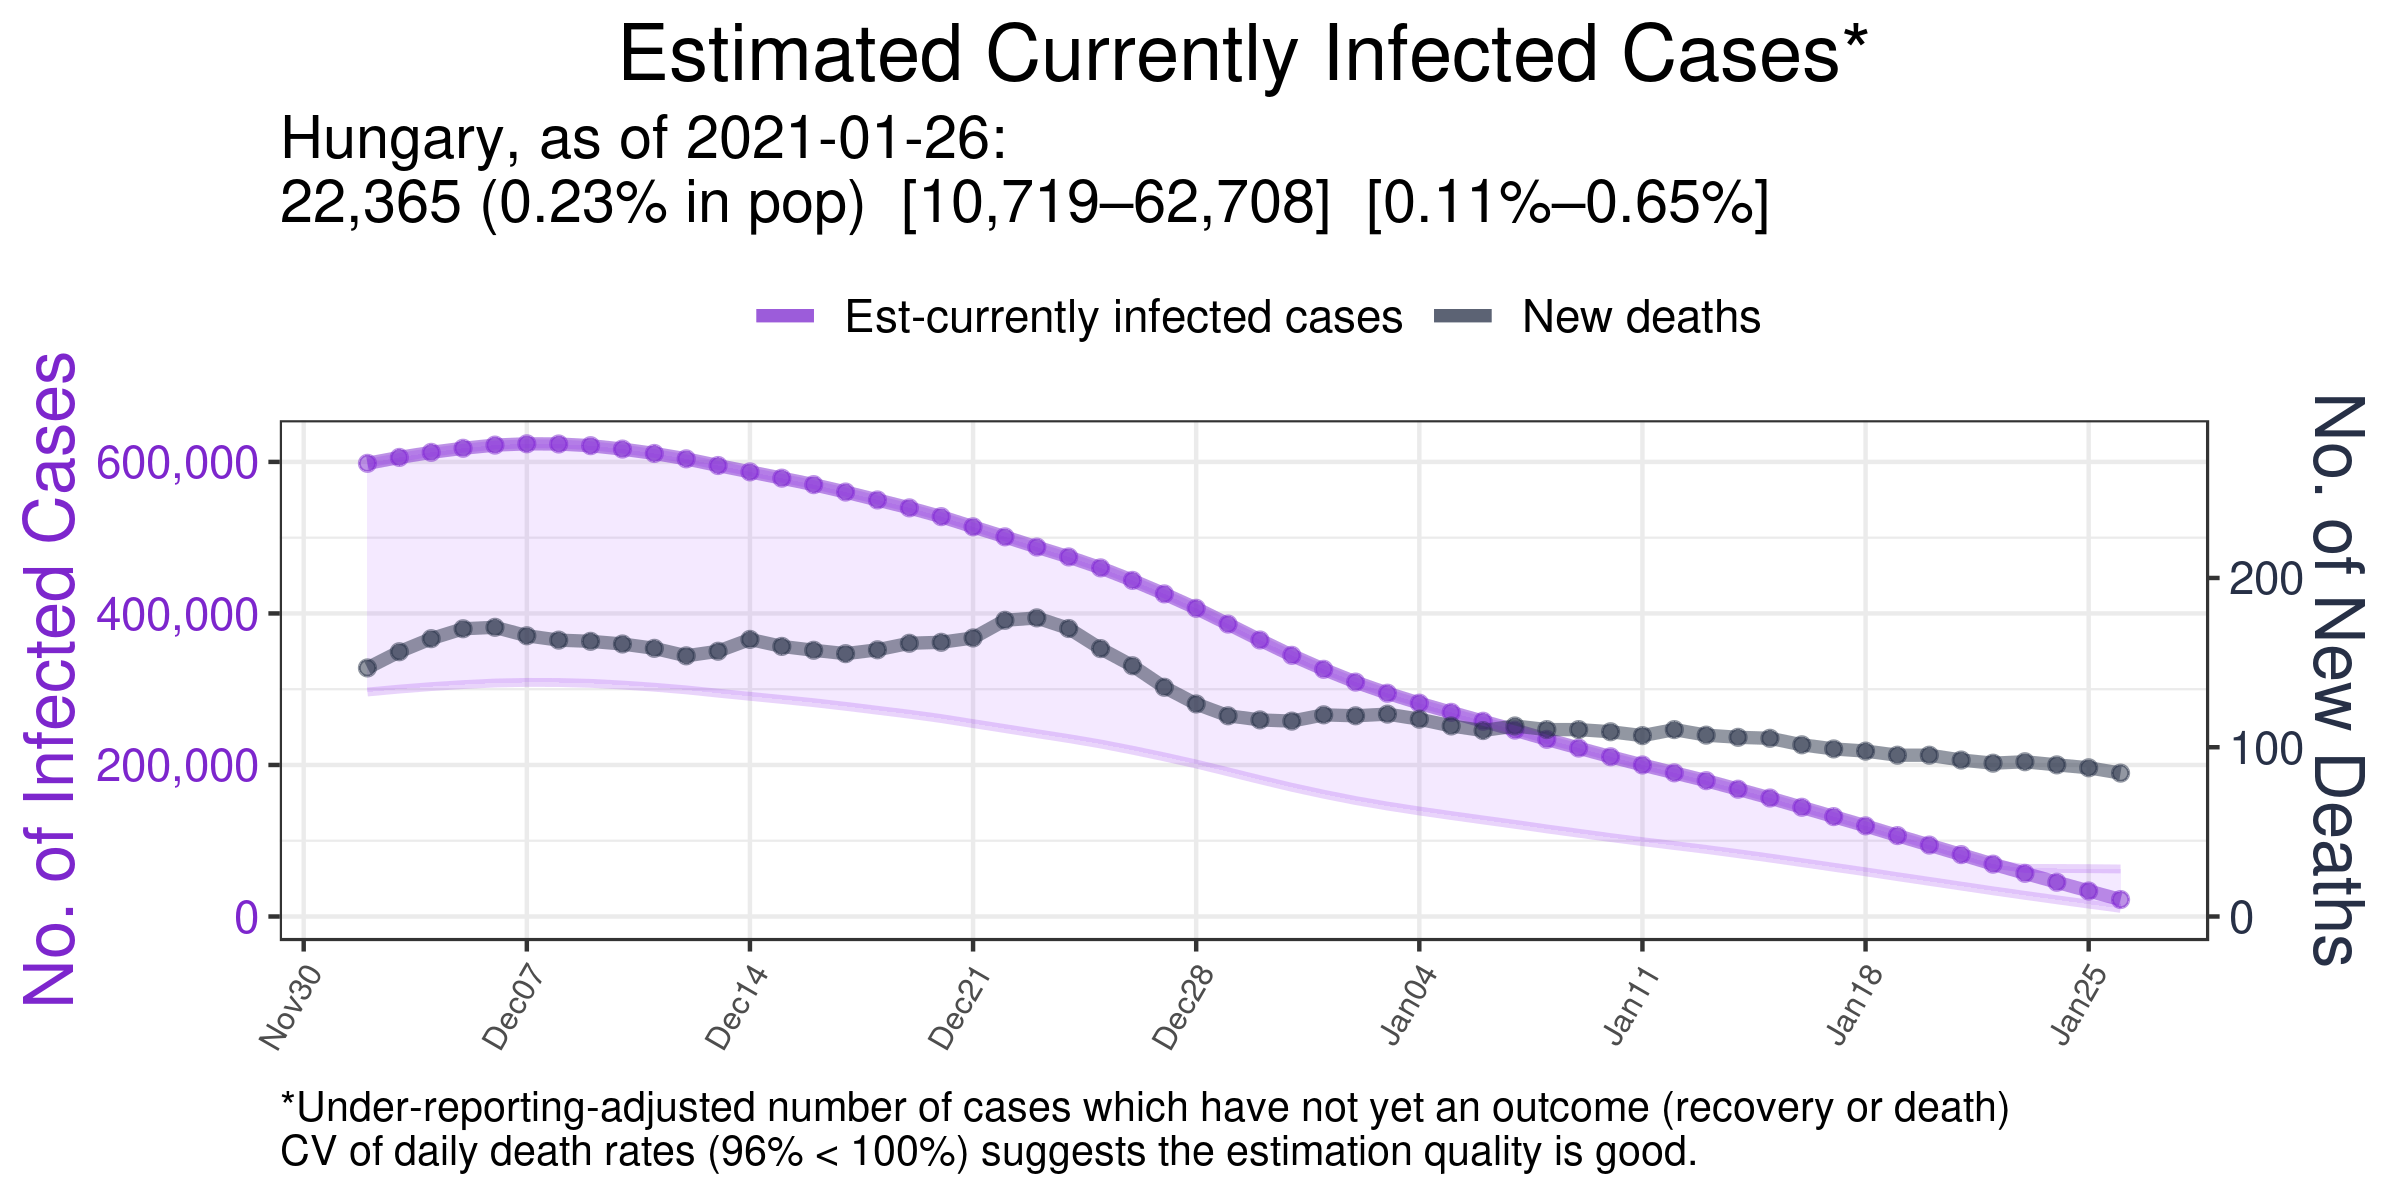 Estimated Currently Infected Cases*
Hungary, as of 2021-01-26:
22,365 (0.23% in pop) [10,719–62,708] [0.11%–0.65%]
Est-currently infected cases New deaths
No. of Infected Cases
600,000
400,000
200,000
0
No. of New Deaths
200
100
0
Nov30 Dec07 Dec14 Dec21 Dec28 Jan04 Jan11 Jan18 Jan25
*Under-reporting-adjusted number of cases which have not yet an outcome (recovery or death)
CV of daily death rates (96% < 100%) suggests the estimation quality is good.